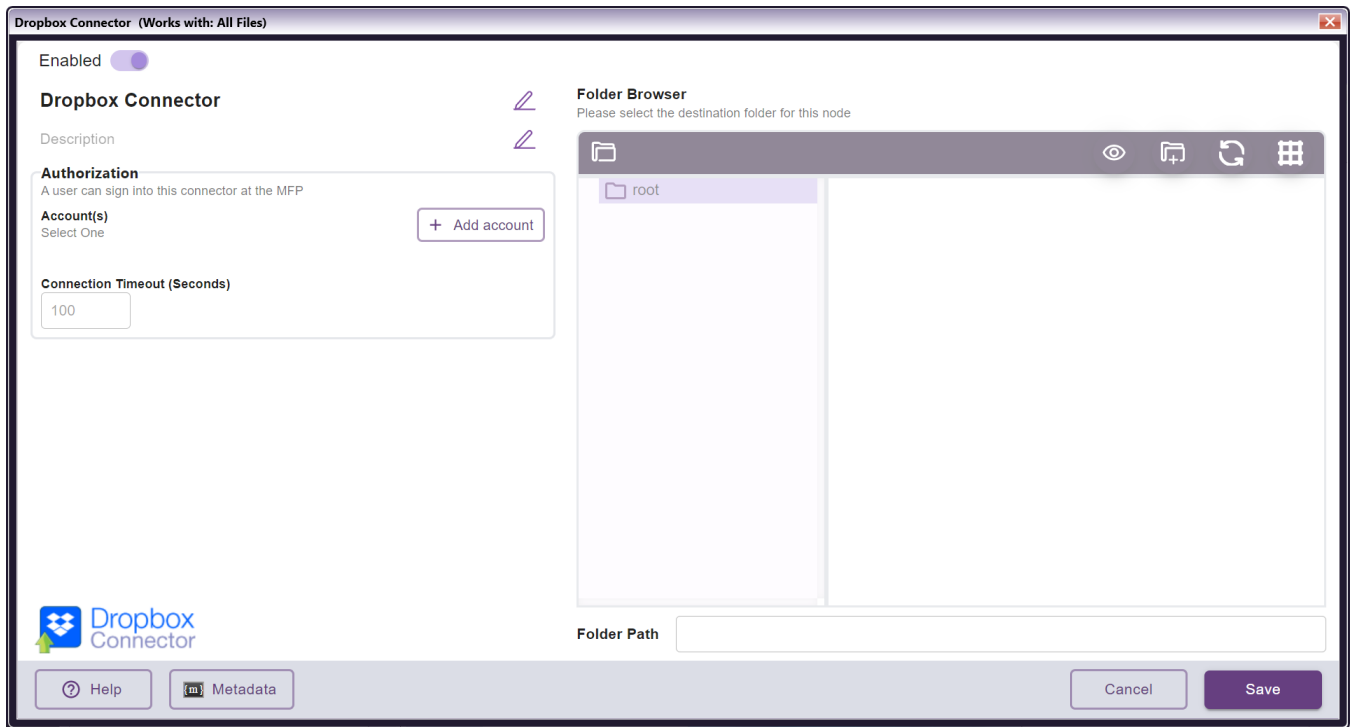 Dropbox Connector (Works with: All Files)
Enabled
Dropbox Connector
Description
Authorization
A user can sign into this connector at the MFP
Account(s)
Select One
+ Add account
Connection Timeout (Seconds)
100
Folder Browser
Please select the destination folder for this node
root
Folder Path
Dropbox
Connector
Help
{m} Metadata
Cancel
Save